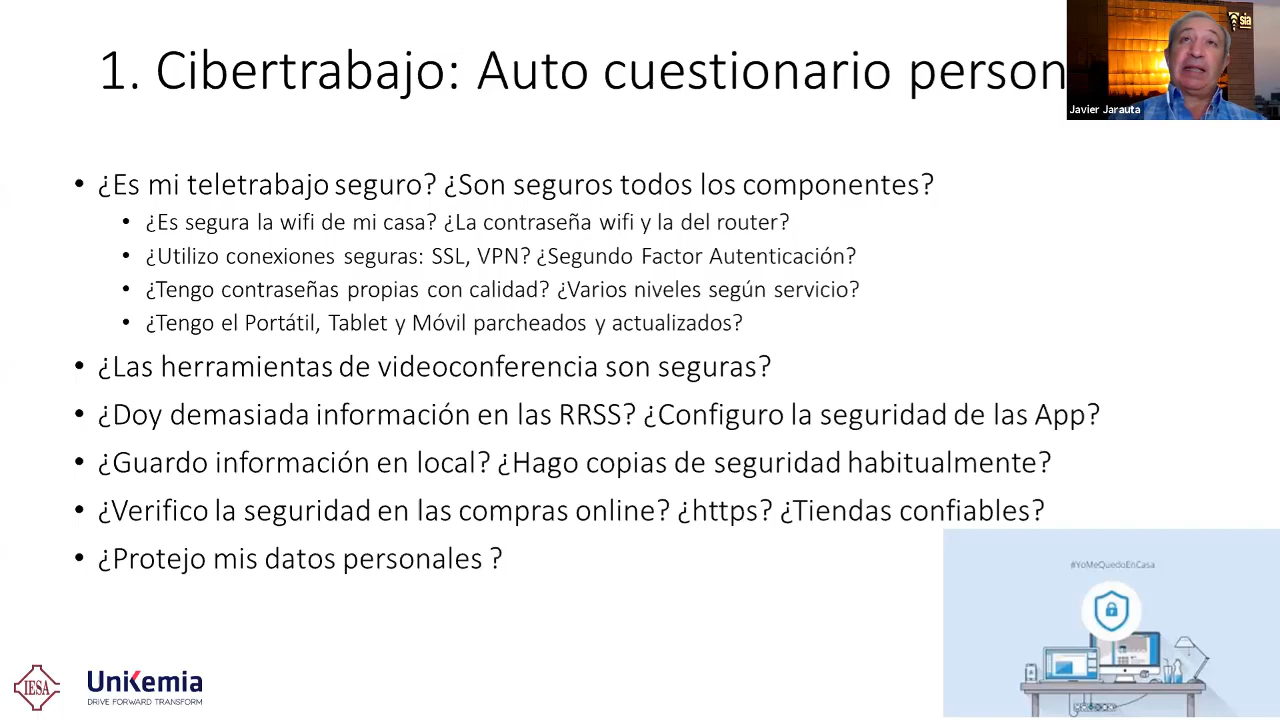 1. Cibertrabajo: Auto cuestionario person
sia
Javier Jarauta
• ¿Es mi teletrabajo seguro? ¿Son seguros todos los componentes?
• ¿Es segura la wifi de mi casa? ¿La contraseña wifi y la del router?
• ¿Utilizo conexiones seguras: SSL, VPN? ¿Segundo Factor Autenticación?
• ¿Tengo contraseñas propias con calidad? ¿Varios niveles según servicio?
• ¿Tengo el Portátil, Tablet y Móvil parcheados y actualizados?
• ¿Las herramientas de videoconferencia son seguras?
• ¿Doy demasiada información en las RRSS? ¿Configuro la seguridad de las App?
• ¿Guardo información en local? ¿Hago copias de seguridad habitualmente?
• ¿Verifico la seguridad en las compras online? ¿https? ¿Tiendas confiables?
• ¿Protejo mis datos personales ?
#YoMeQuedoEnCasa
IESA
UniKemia
DRIVE FORWARD TRANSFORM